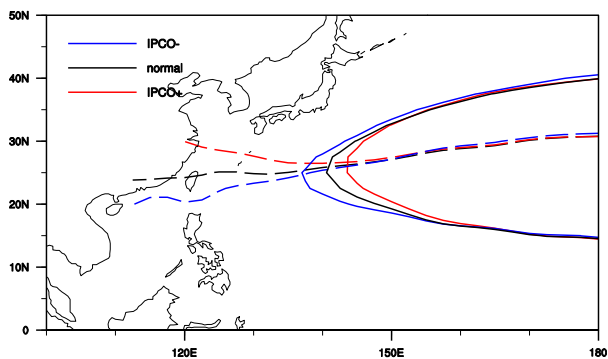 50N
IPCO-
40N
normal
IPCO+
30N
20N
10N
0
120E
150E
180